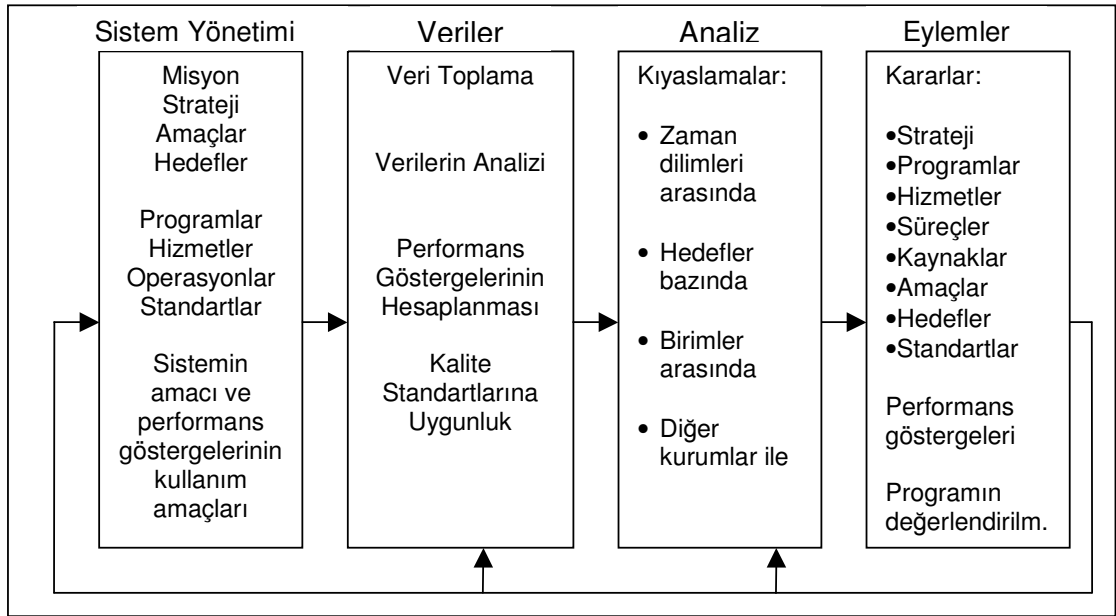 Sistem Yönetimi
Misyon
Strateji
Amaçlar
Hedefler
Programlar
Hizmetler
Operasyonlar
Standartlar
Sistemin
amacı ve
performans
göstergelerinin
kullanım
amaçları
Veriler
Veri Toplama
Verilerin Analizi
Performans
Göstergelerinin
Hesaplanması
Kalite
Standartlarına
Uygunluk
Analiz
Kıyaslamalar:
• Zaman
dilimleri
arasında
• Hedefler
bazında
• Birimler
arasında
• Diğer
kurumlar ile
Eylemler
Kararlar:
•Strateji
•Programlar
•Hizmetler
•Süreçler
•Kaynaklar
•Amaçlar
•Hedefler
•Standartlar
Performans
göstergeleri
Programın
değerlendirilm.